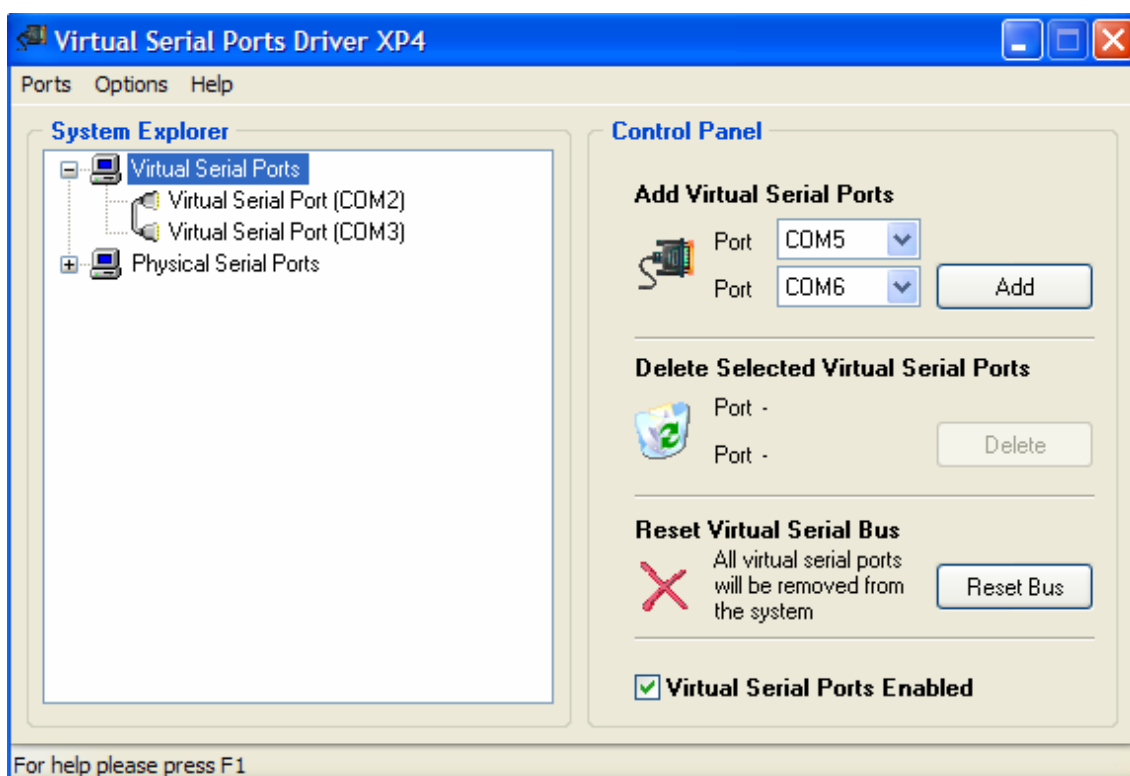 Virtual Serial Ports Driver XP4
Ports Options Help
System Explorer
Virtual Serial Ports
Virtual Serial Port (COM2)
Virtual Serial Port (COM3)
Physical Serial Ports
Control Panel
Add Virtual Serial Ports
Port COM5
Port COM6
Add
Delete Selected Virtual Serial Ports
Port -
Port -
Delete
Reset Virtual Serial Bus
All virtual serial ports
will be removed from
the system
Reset Bus
Virtual Serial Ports Enabled
For help please press F1